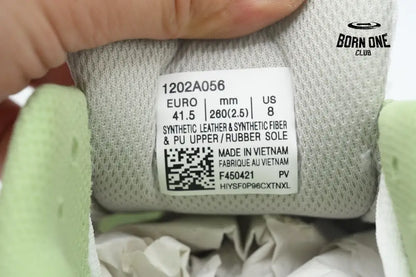 BORN ONE
CLUB
1202A056
EURO mm US
41.5 260(2.5) 8
SYNTHETIC LEATHER & SYNTHETIC FIBER
& PU UPPER/RUBBER SOLE
MADE IN VIETNAM
FABRIQUE AU VIETNAM
F450421 PV
HIYSF0P96CXTNXL